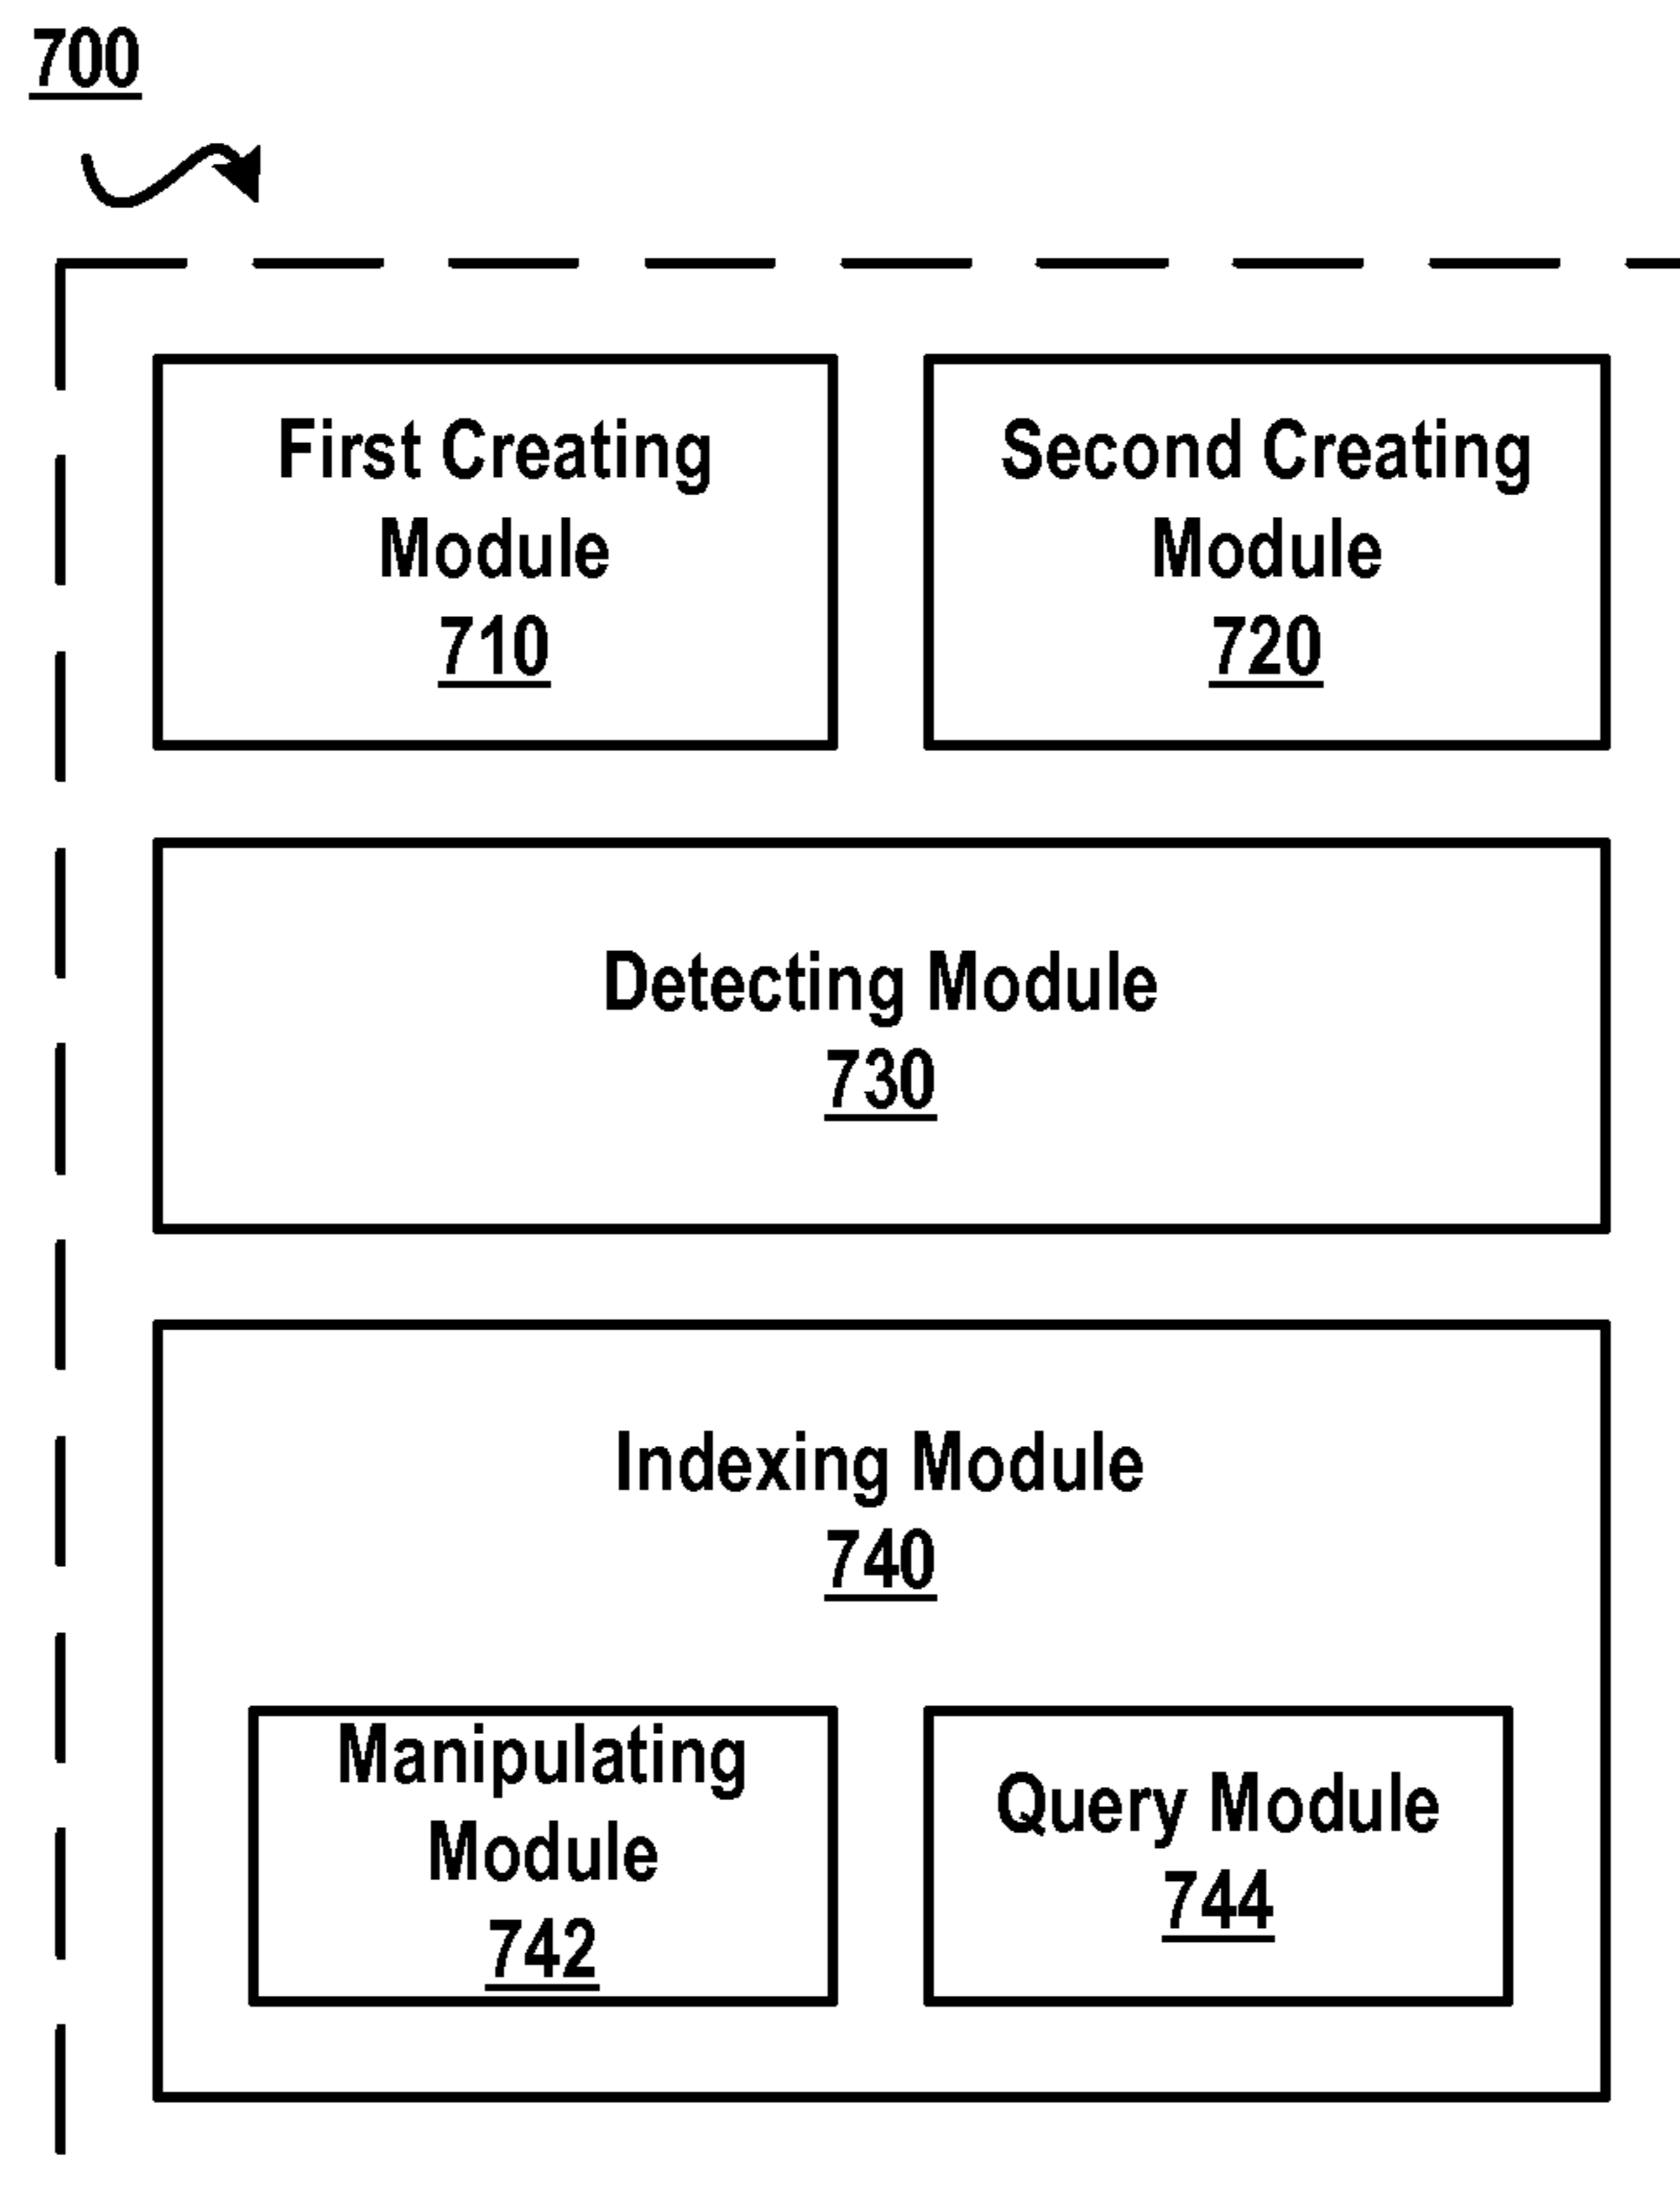 700
First Creating
Module
710
Second Creating
Module
720
Detecting Module
730
Indexing Module
740
Manipulating
Module
742
Query Module
744